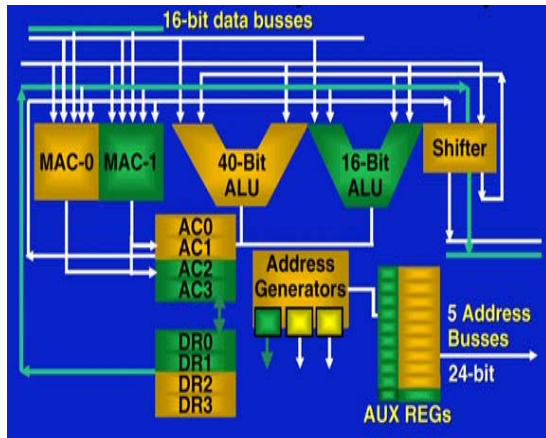 16-bit data busses
MAC-0
MAC-1
40-Bit
ALU
16-Bit
ALU
Shifter
AC0
AC1
AC2
AC3
Address
Generators
DR0
DR1
DR2
DR3
5 Address
Busses
24-bit
AUX REGs